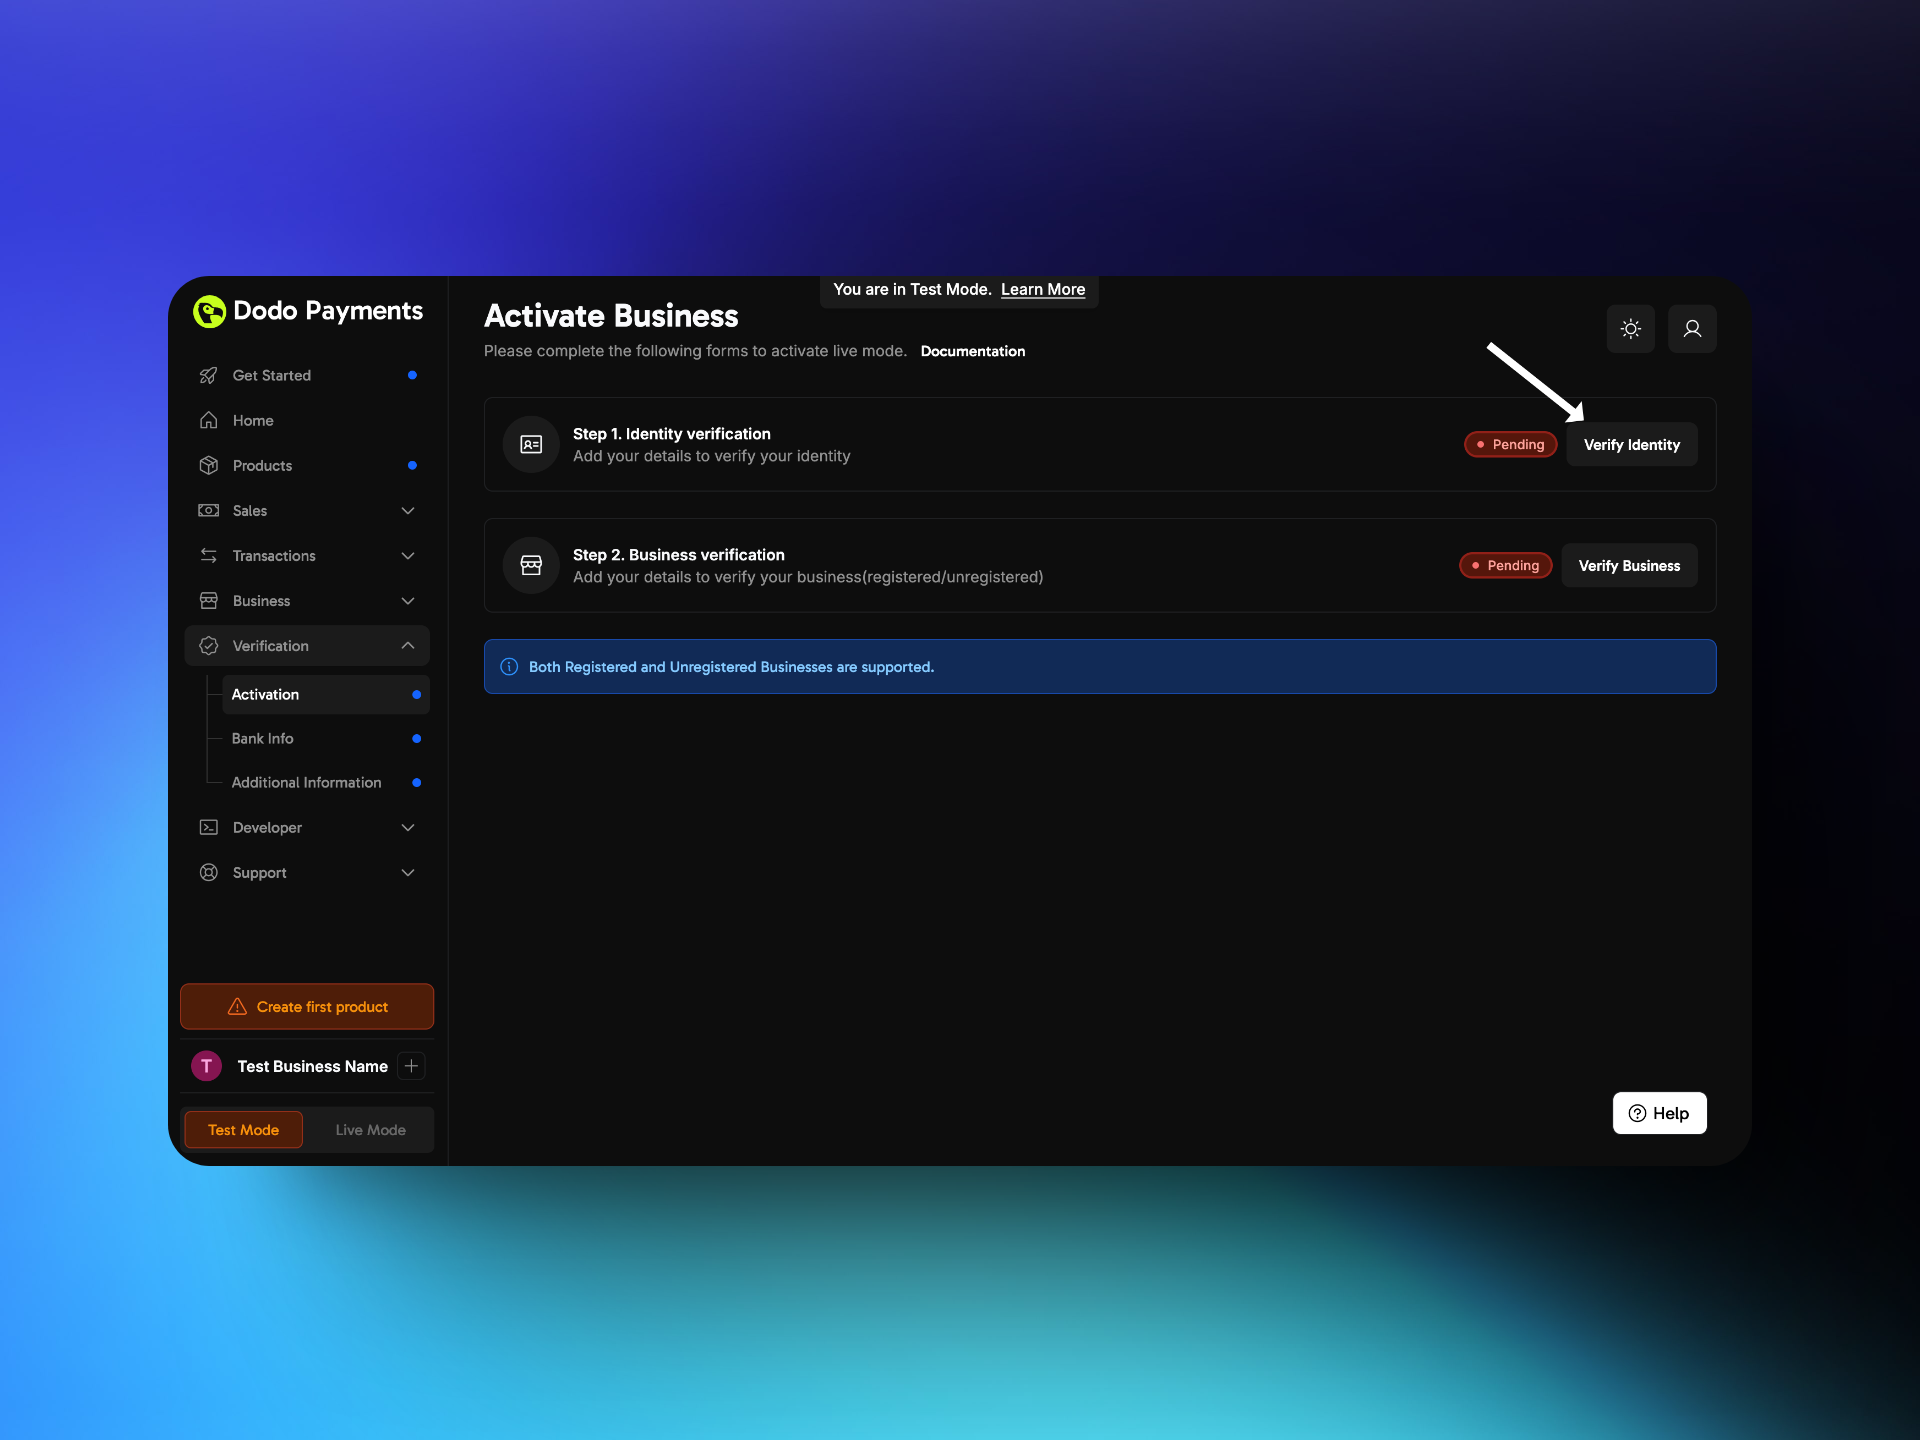 Dodo Payments
Get Started
Home
Products
Sales
Transactions
Business
Verification
Activation
Bank Info
Additional Information
Developer
Support
Create first product
T
Test Business Name
Test Mode
Live Mode
You are in Test Mode. Learn More
Activate Business
Please complete the following forms to activate live mode. Documentation
Step 1. Identity verification
Add your details to verify your identity
Pending
Verify Identity
Step 2. Business verification
Add your details to verify your business(registered/unregistered)
Pending
Verify Business
Both Registered and Unregistered Businesses are supported.
Help